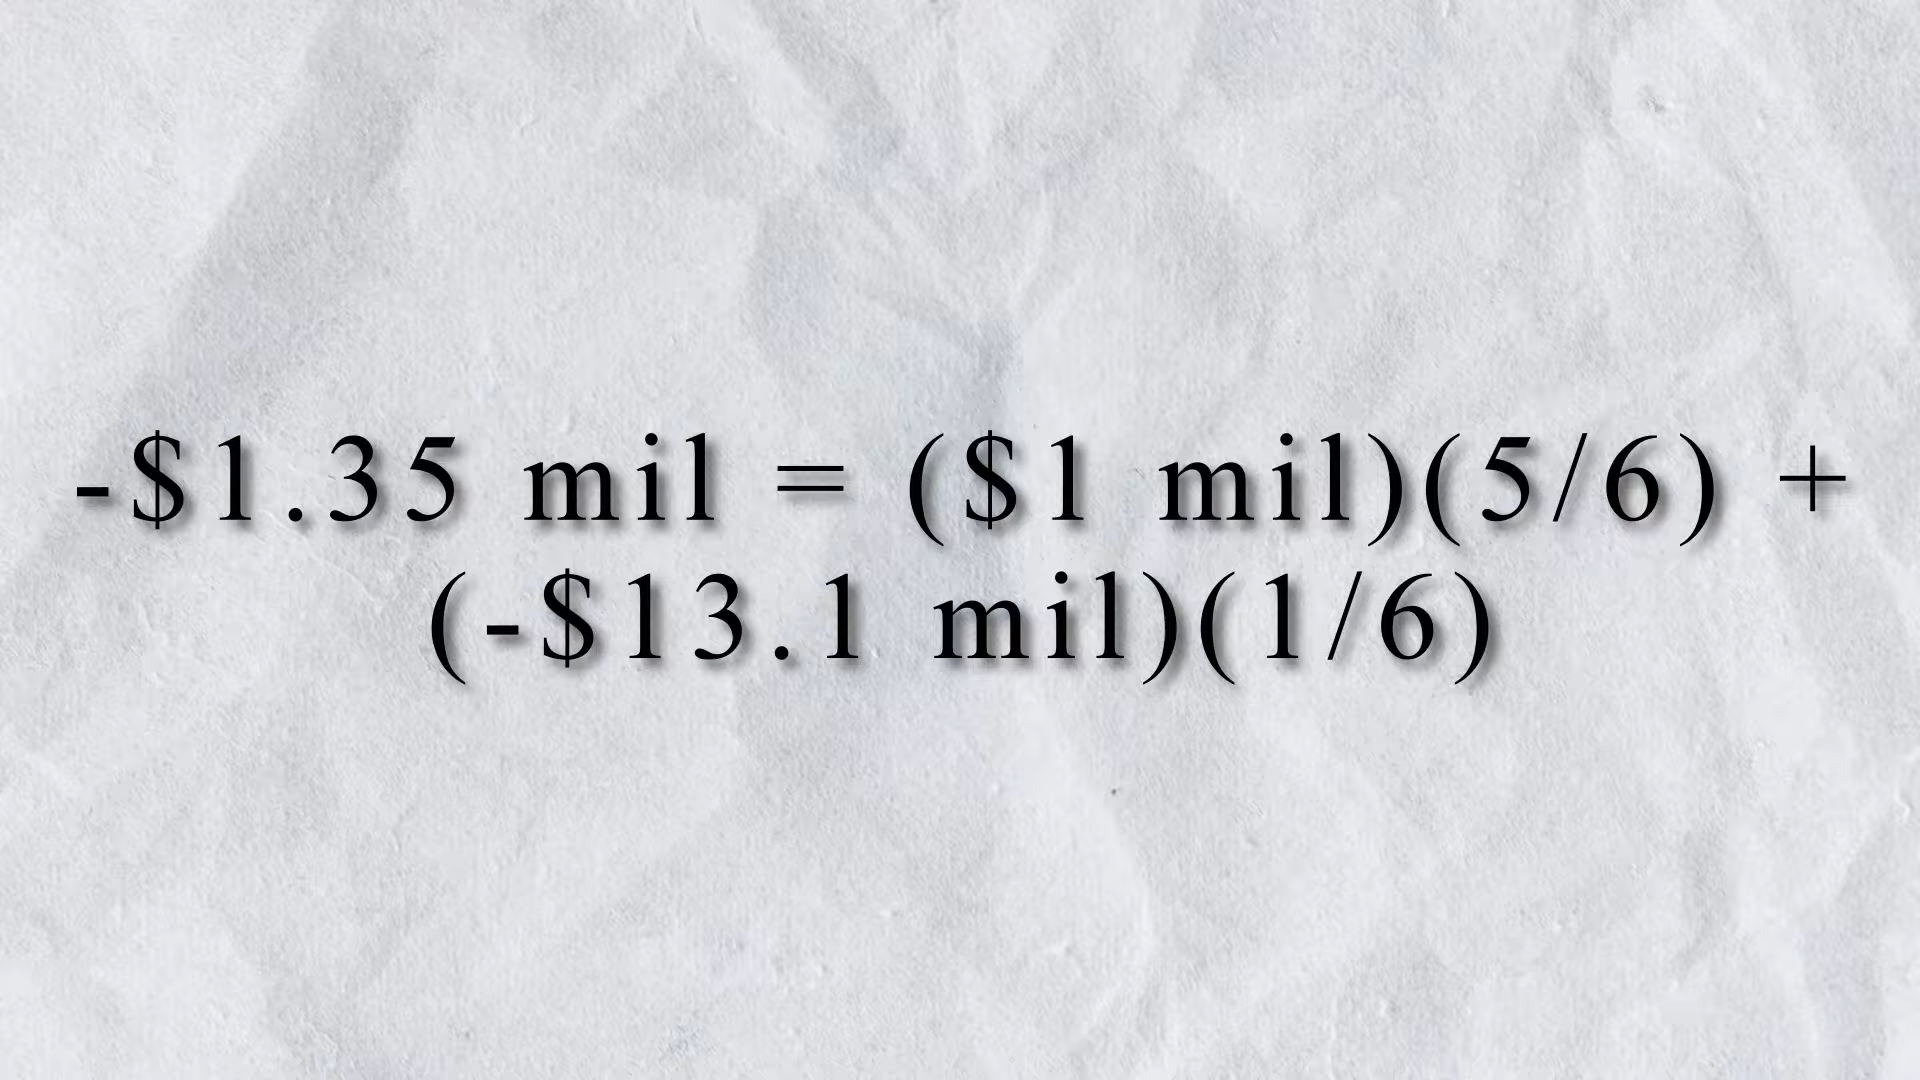 -$1.35 mil = ($1 mil)(5/6) +
(-$13.1 mil)(1/6)